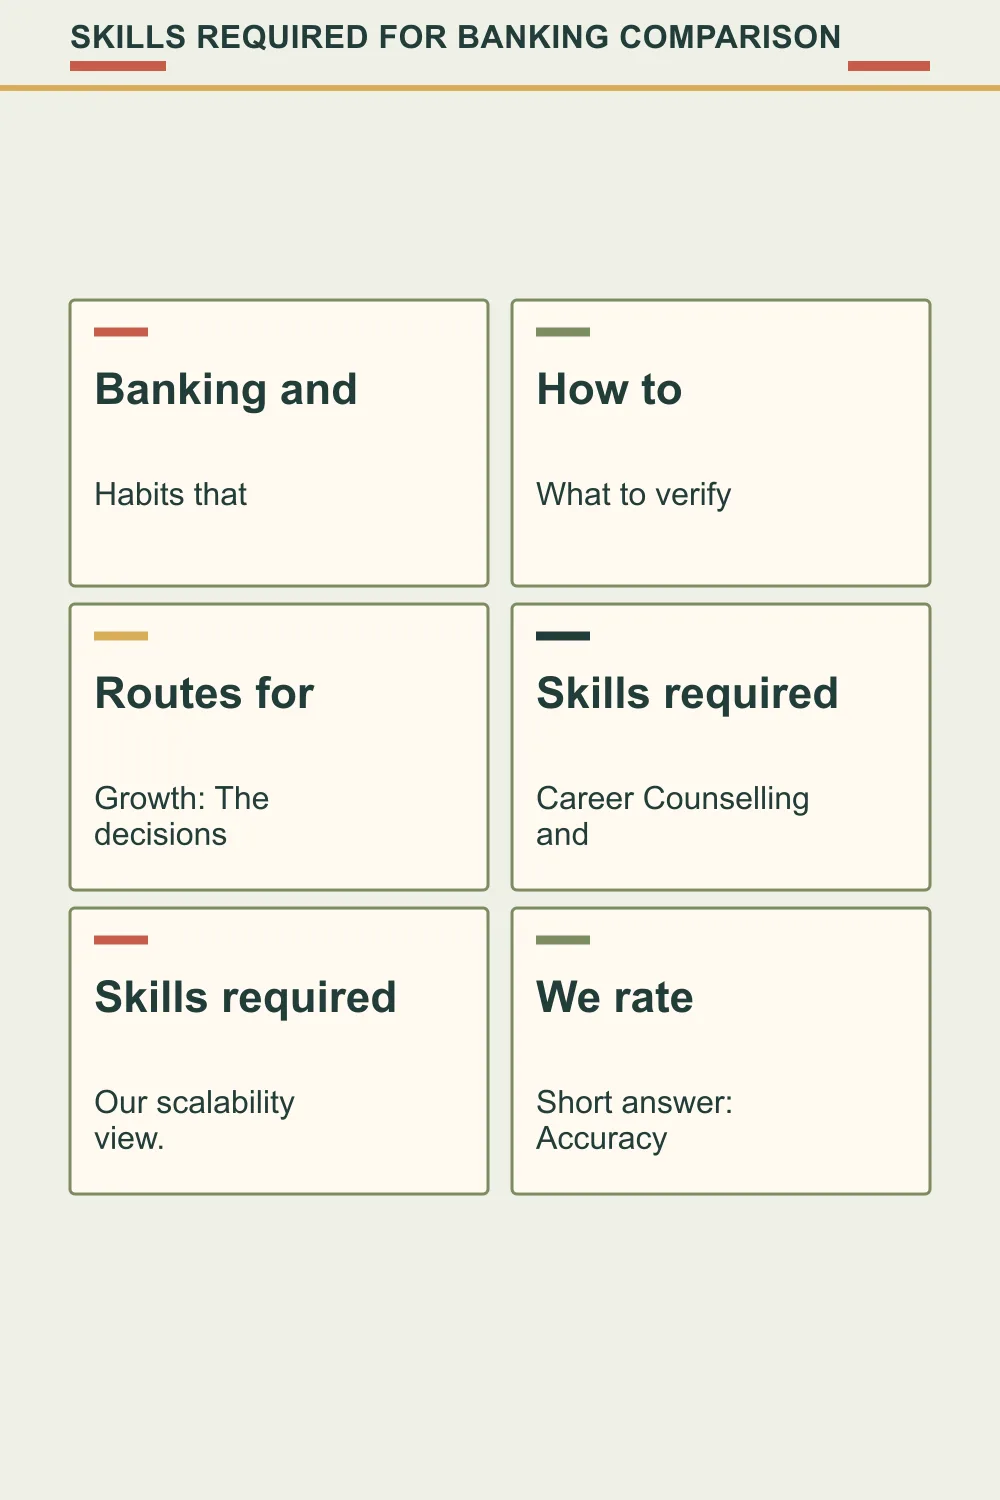 SKILLS REQUIRED FOR BANKING COMPARISON
Banking and
Habits that
How to
What to verify
Routes for
Growth: The
decisions
Skills required
Career Counselling
and
Skills required
Our scalability
view.
We rate
Short answer:
Accuracy